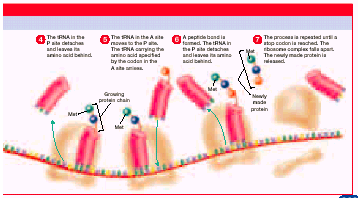 4 The tRNA in the
P site detaches
and leaves its
amino acid behind.
5 The tRNA in the A site
moves to the P site.
The tRNA carrying the
amino acid specified
by the codon in the
A site arrives.
6 A peptide bond is
formed. The tRNA in
the P site detaches
and leaves its amino
acid behind.
7 The process is repeated until a
stop codon is reached. The
ribosome complex falls apart.
The newly made protein is
released.
Met
Growing
protein chain
Met
Met
Met
Newly
made
protein